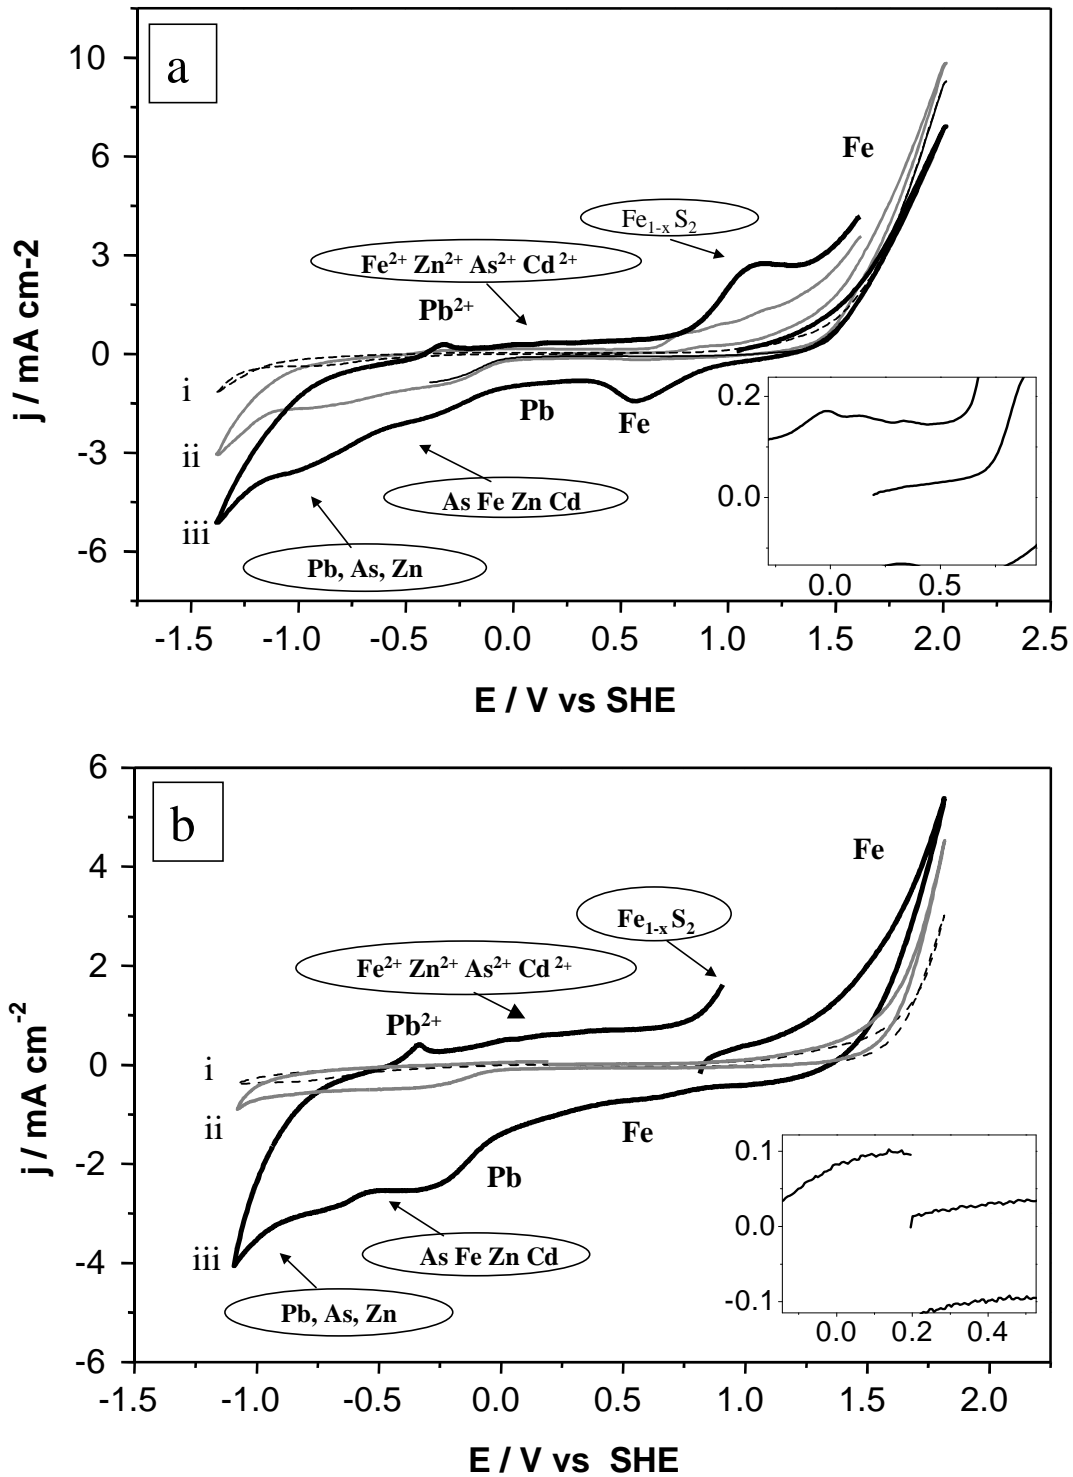 a
10
6
3
0
-3
-6
j / mA cm-2
Fe
Fe1-x S2
Fe2+ Zn2+ As2+ Cd 2+
Pb2+
i
ii
iii
Pb
Fe
As Fe Zn Cd
Pb, As, Zn
0.2
0.0
0.0 0.5
-1.5 -1.0 -0.5 0.0 0.5 1.0 1.5 2.0 2.5
E / V vs SHE
b
6
4
2
0
-2
-4
-6
j / mA cm-2
Fe
Fe1-x S2
Fe2+ Zn2+ As2+ Cd 2+
Pb2+
i
ii
iii
Fe
Pb
As Fe Zn Cd
Pb, As, Zn
0.1
0.0
-0.1
0.0 0.2 0.4
-1.5 -1.0 -0.5 0.0 0.5 1.0 1.5 2.0
E / V vs SHE